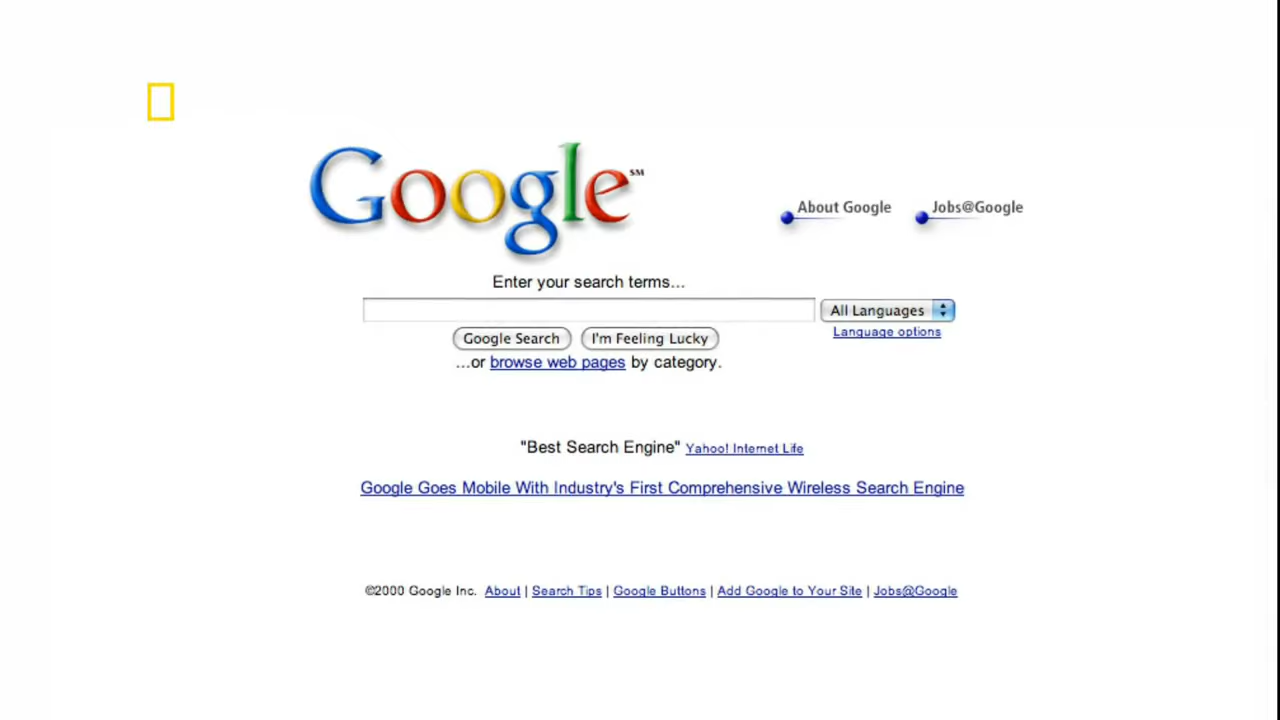 Google SM
About Google
Jobs@Google
Enter your search terms...
All Languages
Language options
Google Search
I'm Feeling Lucky
...or browse web pages by category.
"Best Search Engine" Yahoo! Internet Life
Google Goes Mobile With Industry's First Comprehensive Wireless Search Engine
©2000 Google Inc. About | Search Tips | Google Buttons | Add Google to Your Site | Jobs@Google